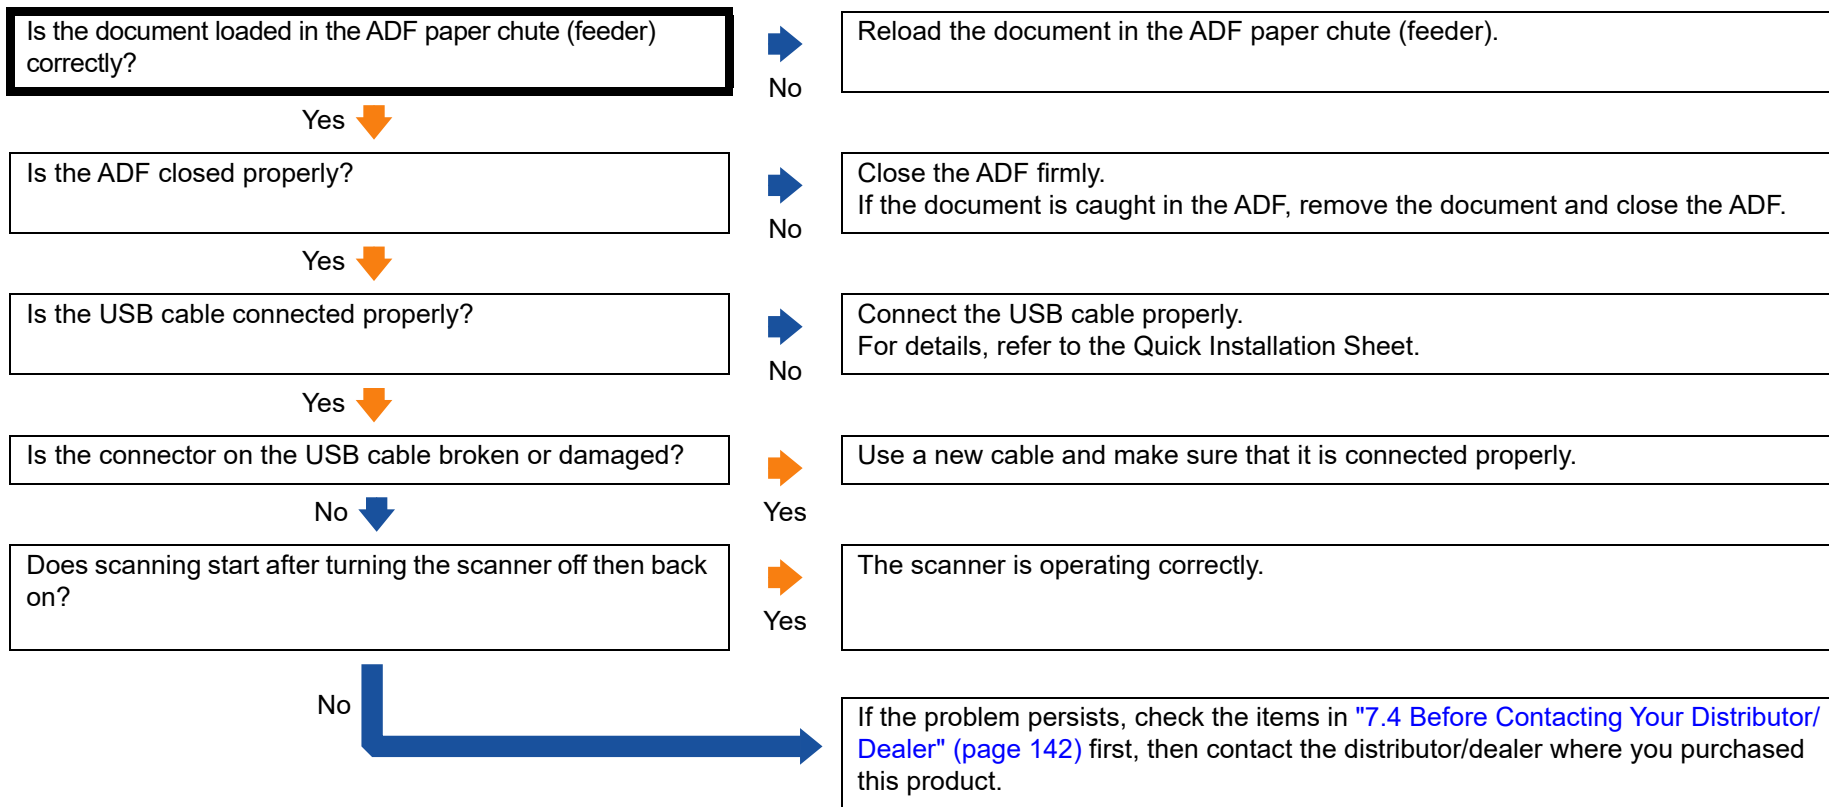 Is the document loaded in the ADF paper chute (feeder)
correctly?
No
Reload the document in the ADF paper chute (feeder).
Yes
Is the ADF closed properly?
No
Close the ADF firmly.
If the document is caught in the ADF, remove the document and close the ADF.
Yes
Is the USB cable connected properly?
No
Connect the USB cable properly.
For details, refer to the Quick Installation Sheet.
Yes
Is the connector on the USB cable broken or damaged?
Yes
Use a new cable and make sure that it is connected properly.
No
Does scanning start after turning the scanner off then back
on?
Yes
The scanner is operating correctly.
No
If the problem persists, check the items in "7.4 Before Contacting Your Distributor/
Dealer" (page 142) first, then contact the distributor/dealer where you purchased
this product.